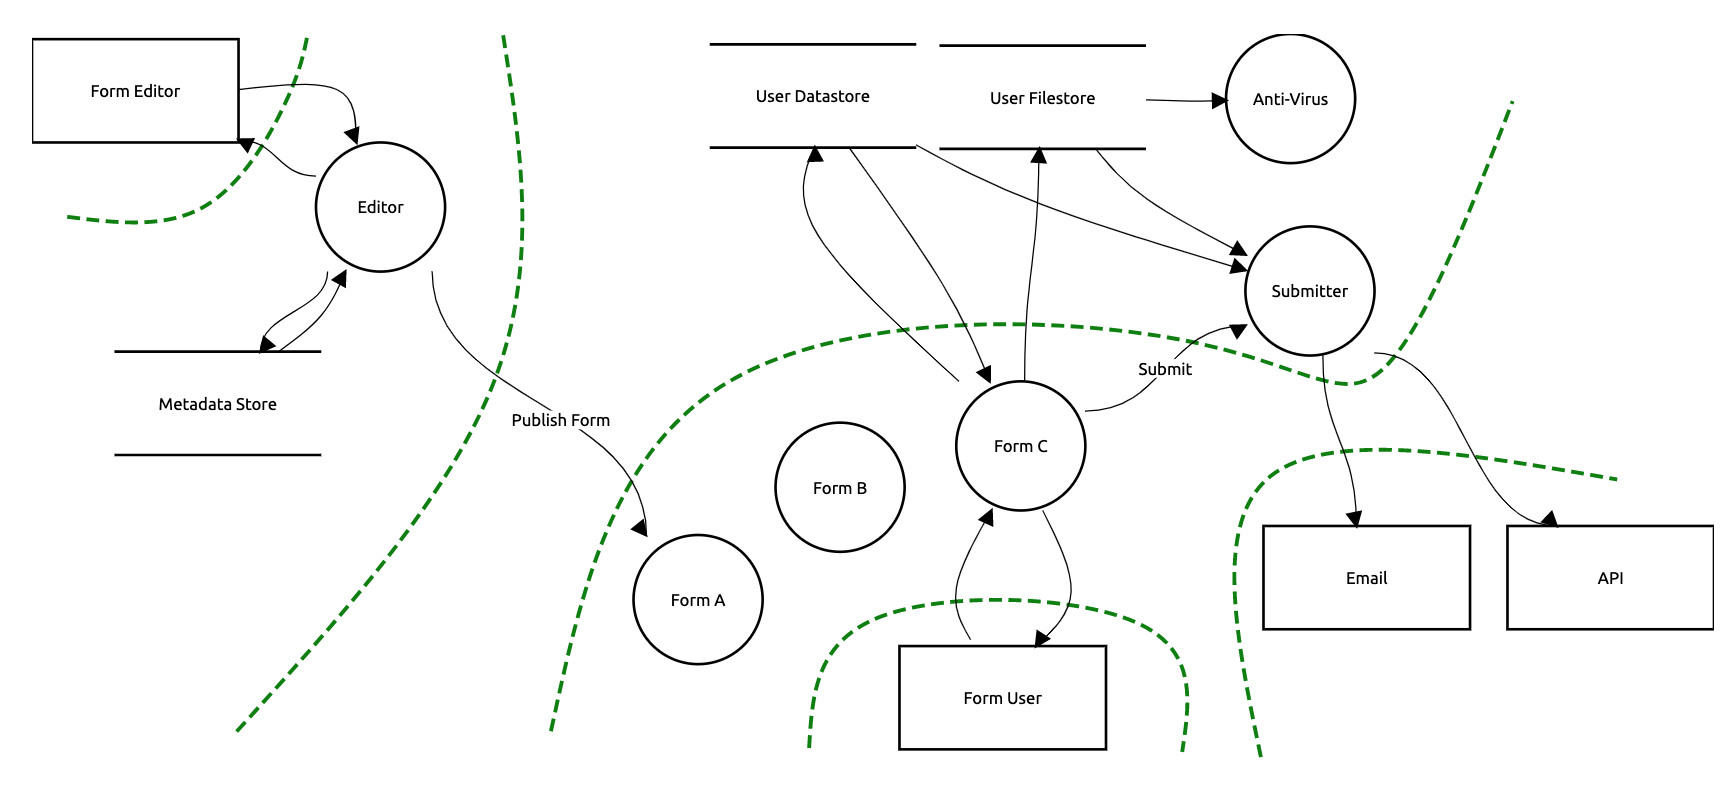 Form Editor
User Datastore
User Filestore
Anti-Virus
Editor
Submitter
Metadata Store
Submit
Publish Form
Form C
Form B
Form A
Email
API
Form User